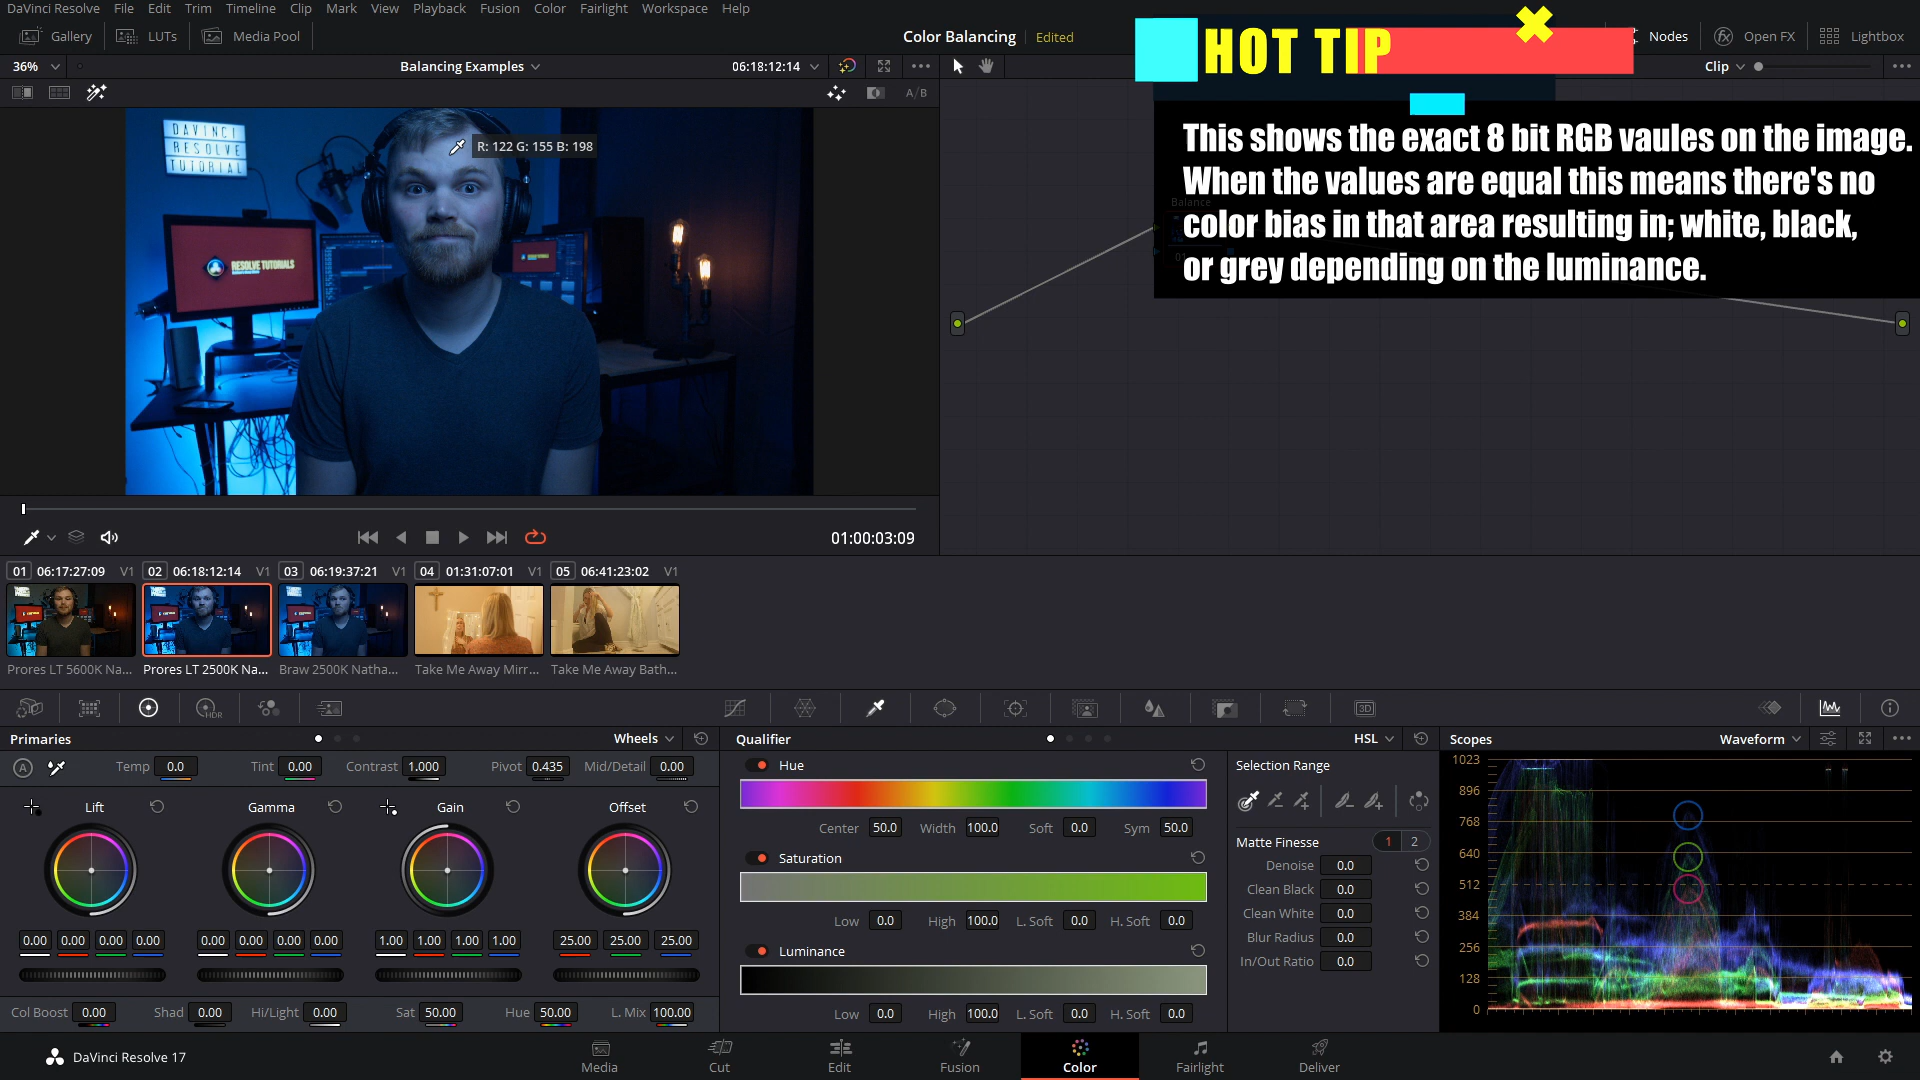 DaVinci Resolve File Edit Trim Timeline Clip Mark View Playback Fusion Color Fairlight Workspace Help
Gallery LUTs Media Pool Color Balancing Edited Nodes Open FX Lightbox
HOT TIP
36% Balancing Examples 06:18:12:14 Clip
A/B
This shows the exact 8 bit RGB vaules on the image.
When the values are equal this means there's no
color bias in that area resulting in; white, black,
or grey depending on the luminance.
Balance
01
DAVINCI
RESOLVE
TUTORIAL
R: 122 G: 155 B: 198
RESOLVE TUTORIALS
01:00:03:09
01 06:17:27:09 V1 02 06:18:12:14 V1 03 06:19:37:21 V1 04 01:31:07:01 V1 05 06:41:23:02 V1
Prores LT 5600K Na... Prores LT 2500K Na... Braw 2500K Natha... Take Me Away Mirr... Take Me Away Bath...
HDR 3D
Primaries Wheels Qualifier HSL Scopes Waveform
A Temp 0.0 Tint 0.00 Contrast 1.000 Pivot 0.435 Mid/Detail 0.00
Lift Gamma Gain Offset
0.00 0.00 0.00 0.00 0.00 0.00 0.00 0.00 1.00 1.00 1.00 1.00 25.00 25.00 25.00
Col Boost 0.00 Shad 0.00 Hi/Light 0.00 Sat 50.00 Hue 50.00 L. Mix 100.00
Hue
Center 50.0 Width 100.0 Soft 0.0 Sym 50.0
Saturation
Low 0.0 High 100.0 L. Soft 0.0 H. Soft 0.0
Luminance
Low 0.0 High 100.0 L. Soft 0.0 H. Soft 0.0
Selection Range
Matte Finesse 1 2
Denoise 0.0
Clean Black 0.0
Clean White 0.0
Blur Radius 0.0
In/Out Ratio 0.0
1023
896
768
640
512
384
256
128
0
DaVinci Resolve 17 Media Cut Edit Fusion Color Fairlight Deliver